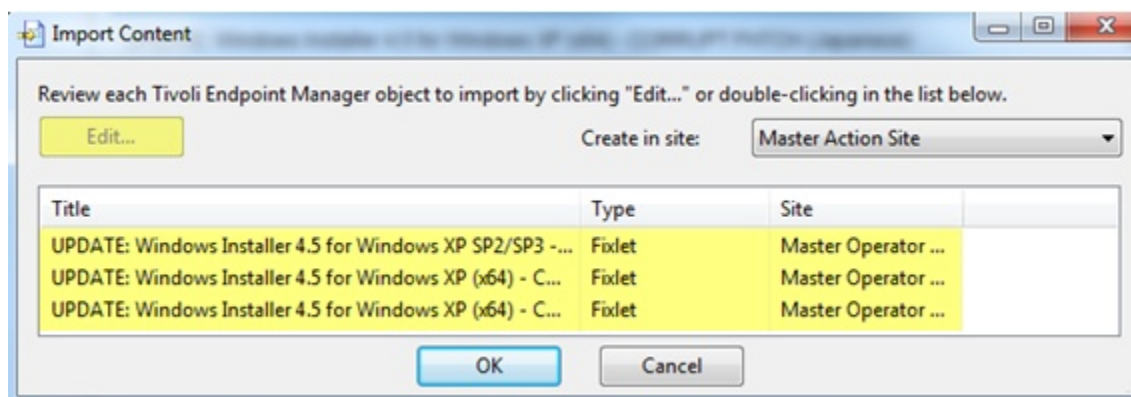 Import Content
Review each Tivoli Endpoint Manager object to import by clicking "Edit..." or double-clicking in the list below.
Edit... Create in site: Master Action Site
Title Type Site
UPDATE: Windows Installer 4.5 for Windows XP SP2/SP3 -... Fixlet Master Operator ...
UPDATE: Windows Installer 4.5 for Windows XP (x64) - C... Fixlet Master Operator ...
UPDATE: Windows Installer 4.5 for Windows XP (x64) - C... Fixlet Master Operator ...
OK Cancel